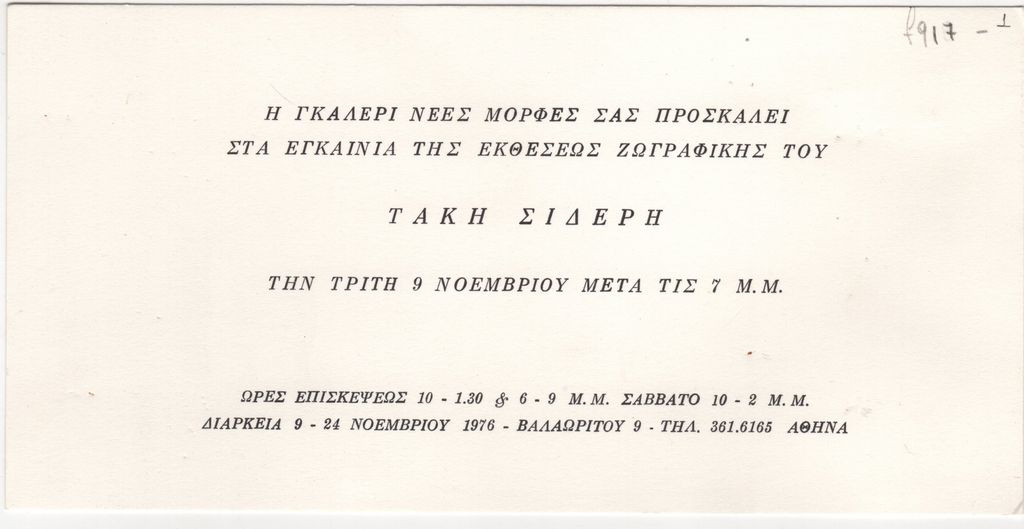 f917 - 1
Η ΓΚΑΛΕΡΙ ΝΕΕΣ ΜΟΡΦΕΣ ΣΑΣ ΠΡΟΣΚΑΛΕΙ
ΣΤΑ ΕΓΚΑΙΝΙΑ ΤΗΣ ΕΚΘΕΣΕΩΣ ΖΩΓΡΑΦΙΚΗΣ ΤΟΥ
ΤΑΚΗ ΣΙΔΕΡΗ
ΤΗΝ ΤΡΙΤΗ 9 ΝΟΕΜΒΡΙΟΥ ΜΕΤΑ ΤΙΣ 7 Μ.Μ.
ΩΡΕΣ ΕΠΙΣΚΕΨΕΩΣ 10 - 1.30 & 6 - 9 Μ.Μ. ΣΑΒΒΑΤΟ 10 - 2 Μ.Μ.
ΔΙΑΡΚΕΙΑ 9 - 24 ΝΟΕΜΒΡΙΟΥ 1976 - ΒΑΛΑΩΡΙΤΟΥ 9 - ΤΗΛ. 361.6165 ΑΘΗΝΑ